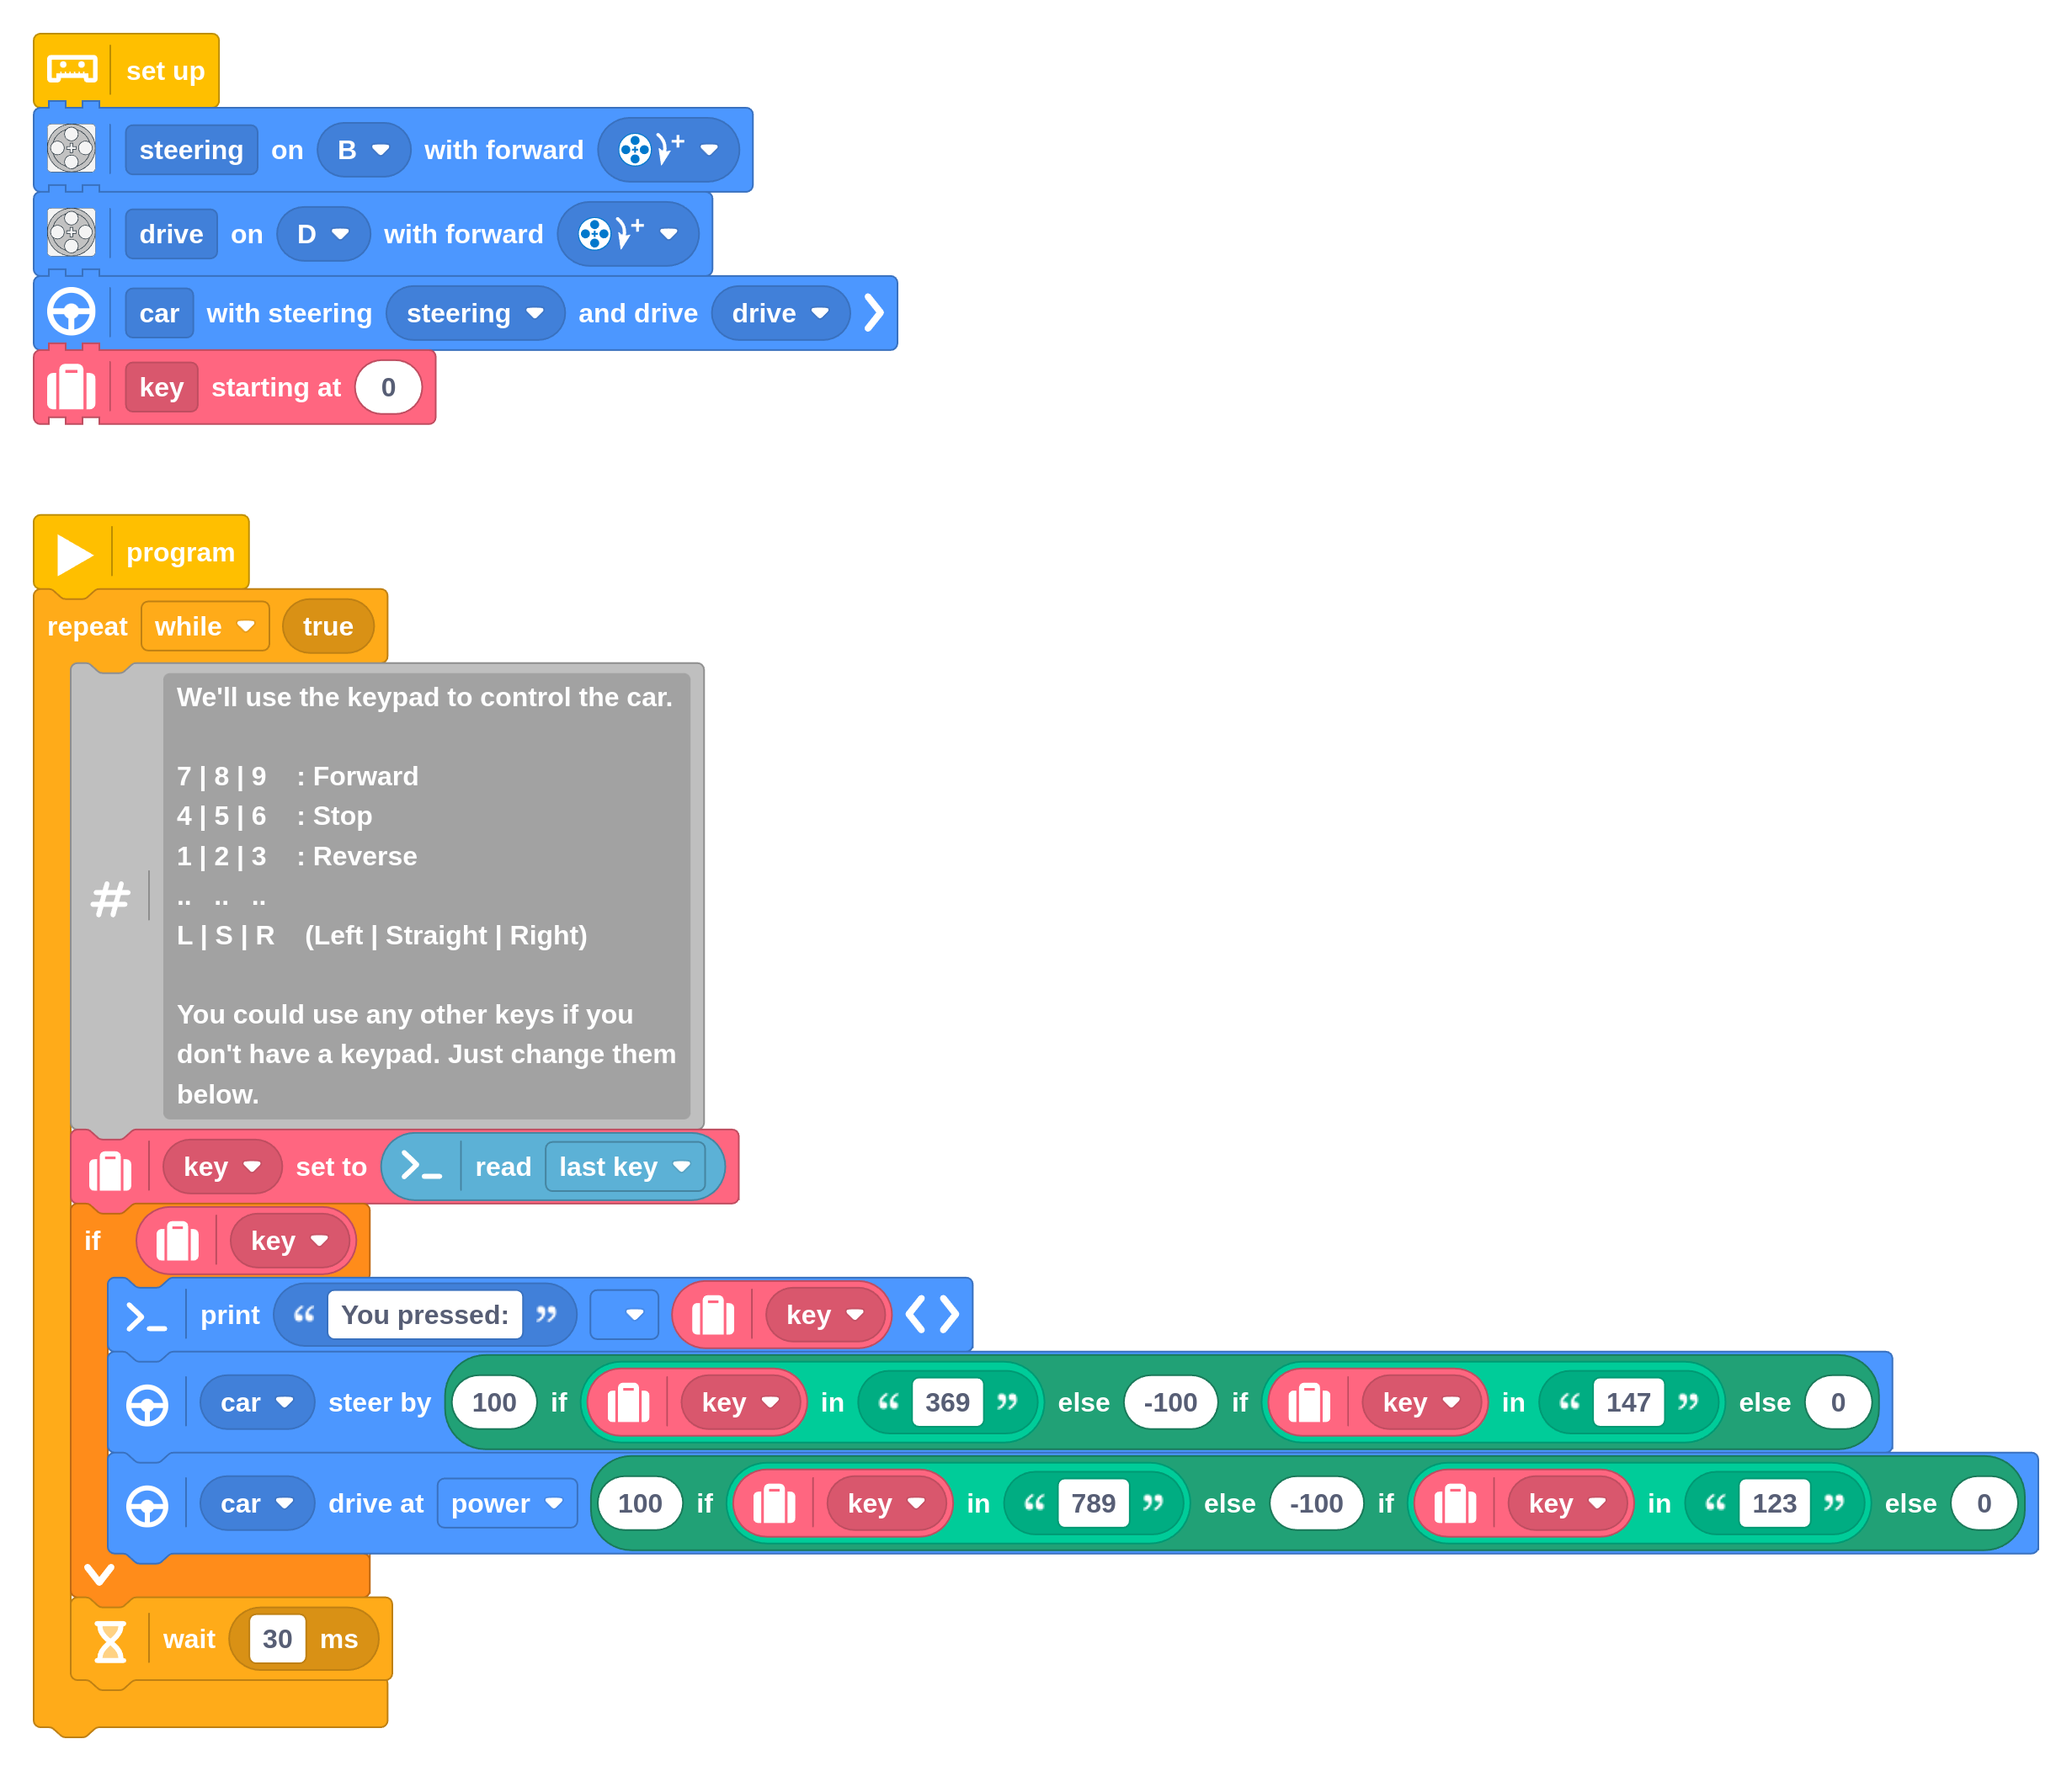 set up
steering on B with forward +
drive on D with forward +
car with steering steering and drive drive
key starting at 0
program
repeat while true
We'll use the keypad to control the car.
7 | 8 | 9 : Forward
4 | 5 | 6 : Stop
1 | 2 | 3 : Reverse
.. .. ..
L | S | R (Left | Straight | Right)
You could use any other keys if you
don't have a keypad. Just change them
below.
key set to read last key
if key
print “ You pressed: ” key
car steer by 100 if key in “ 369 ” else -100 if key in “ 147 ” else 0
car drive at power 100 if key in “ 789 ” else -100 if key in “ 123 ” else 0
wait 30 ms